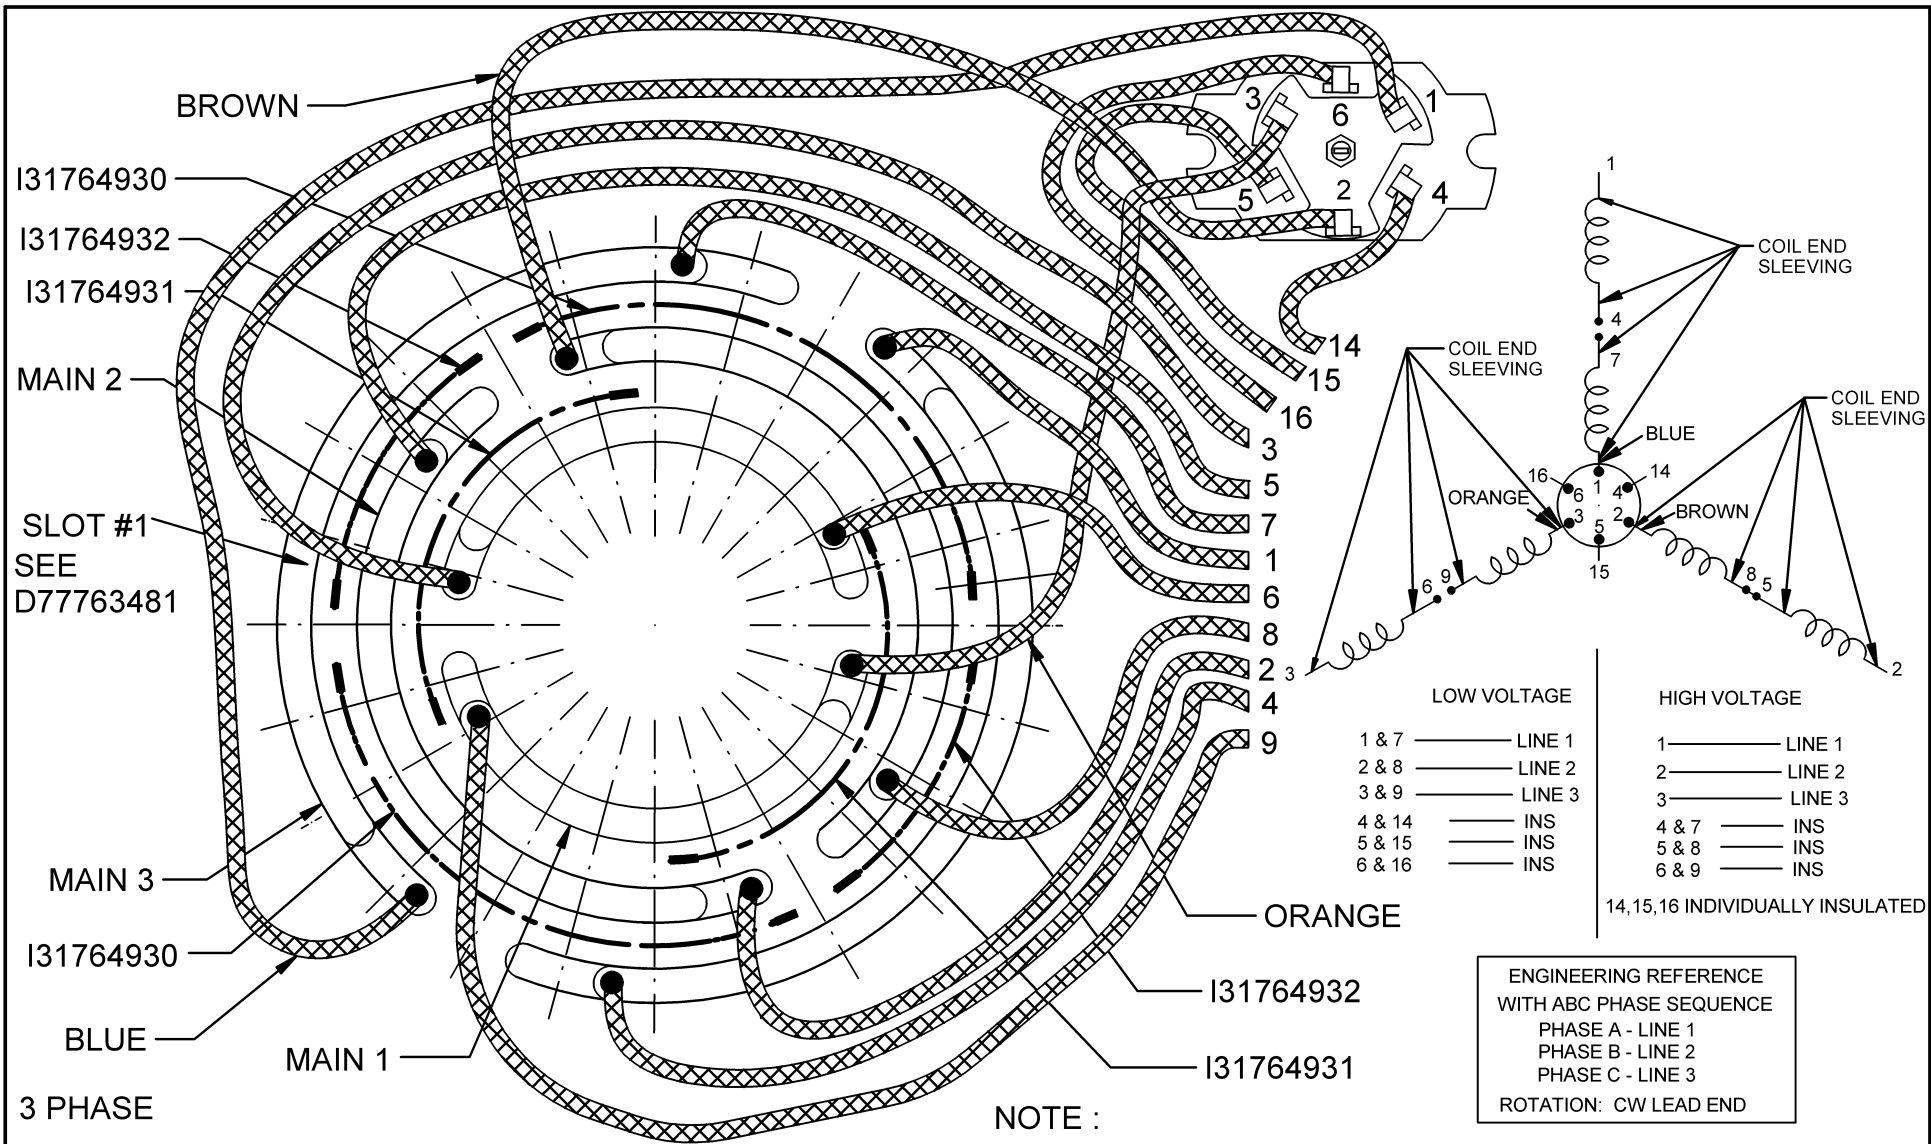 BROWN
I31764930
I31764932
I31764931
MAIN 2
SLOT #1
SEE
D77763481
MAIN 3
I31764930
BLUE
MAIN 1
3 PHASE
3
6
1
5
2
4
14
15
16
3
5
7
1
6
8
2
4
9
ORANGE
I31764932
I31764931
NOTE :
1
COIL END
SLEEVING
4
7
COIL END
SLEEVING
COIL END
SLEEVING
BLUE
16
14
6
1
4
ORANGE
3
5
2
BROWN
15
6
9
8
5
3
2
LOW VOLTAGE
1 & 7 LINE 1
2 & 8 LINE 2
3 & 9 LINE 3
4 & 14 INS
5 & 15 INS
6 & 16 INS
HIGH VOLTAGE
1 LINE 1
2 LINE 2
3 LINE 3
4 & 7 INS
5 & 8 INS
6 & 9 INS
14,15,16 INDIVIDUALLY INSULATED
ENGINEERING REFERENCE
WITH ABC PHASE SEQUENCE
PHASE A - LINE 1
PHASE B - LINE 2
PHASE C - LINE 3
ROTATION: CW LEAD END